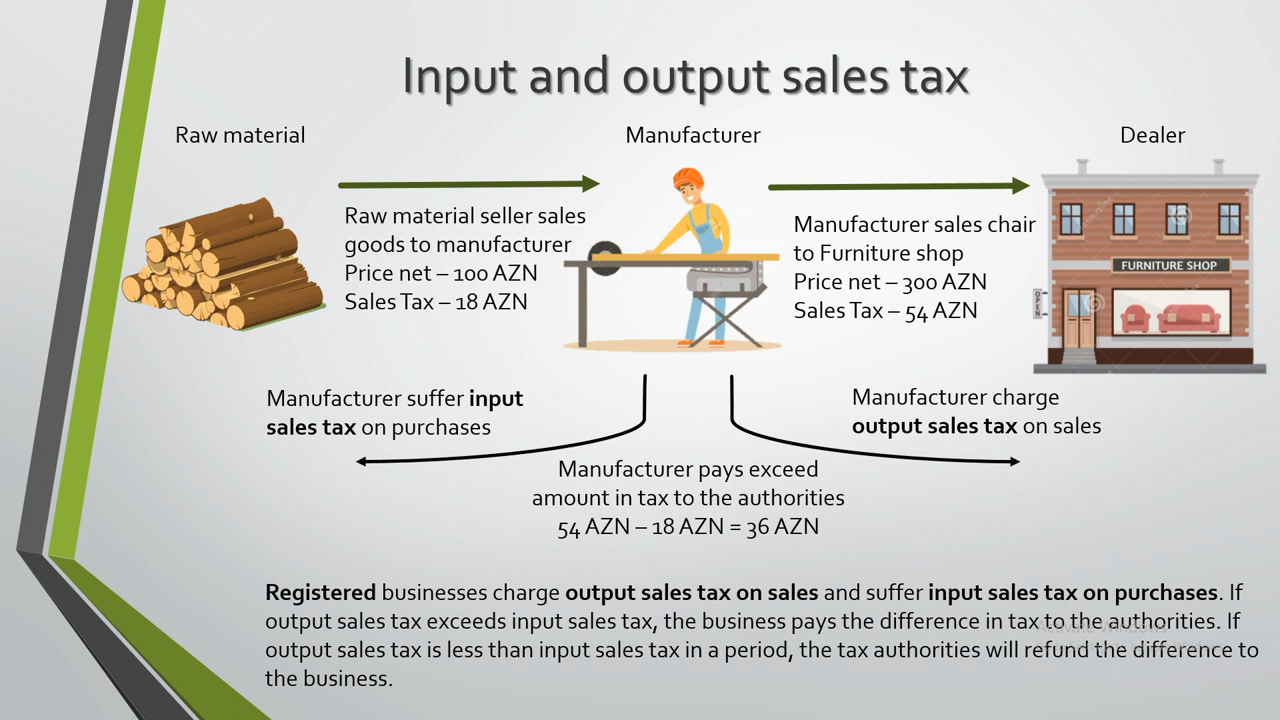 Input and output sales tax
Raw material
Manufacturer
Dealer
Raw material seller sales
goods to manufacturer
Price net – 100 AZN
Sales Tax – 18 AZN
Manufacturer sales chair
to Furniture shop
Price net – 300 AZN
Sales Tax – 54 AZN
FURNITURE SHOP
OPEN
Manufacturer suffer input
sales tax on purchases
Manufacturer charge
output sales tax on sales
Manufacturer pays exceed
amount in tax to the authorities
54 AZN – 18 AZN = 36 AZN
Registered businesses charge output sales tax on sales and suffer input sales tax on purchases. If
output sales tax exceeds input sales tax, the business pays the difference in tax to the authorities. If
output sales tax is less than input sales tax in a period, the tax authorities will refund the difference to
the business.
Activate Windows